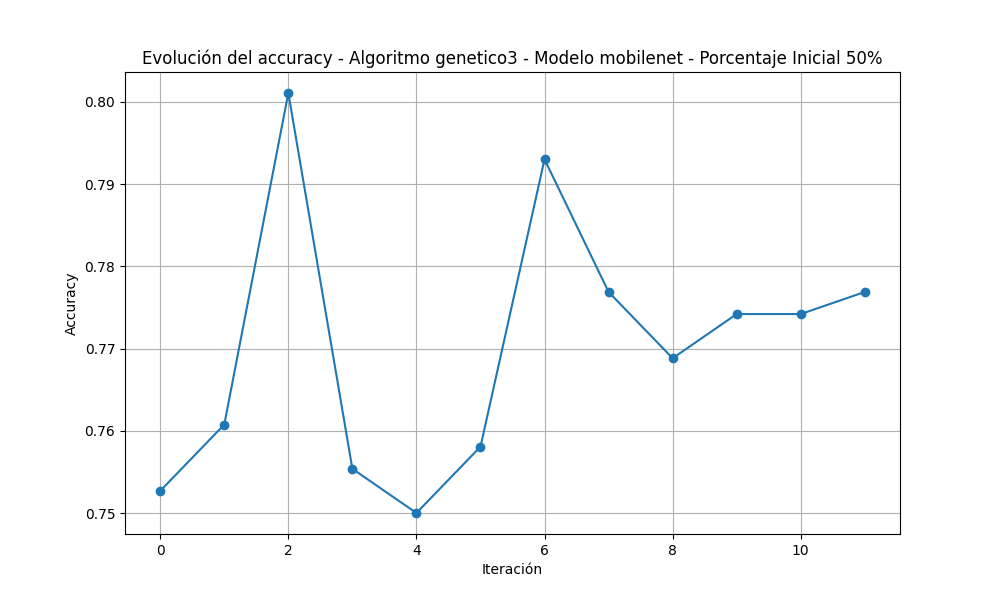 Evolución del accuracy - Algoritmo genetico3 - Modelo mobilenet - Porcentaje Inicial 50%
0.80
0.79
0.78
0.77
0.76
0.75
Accuracy
0 2 4 6 8 10
Iteración